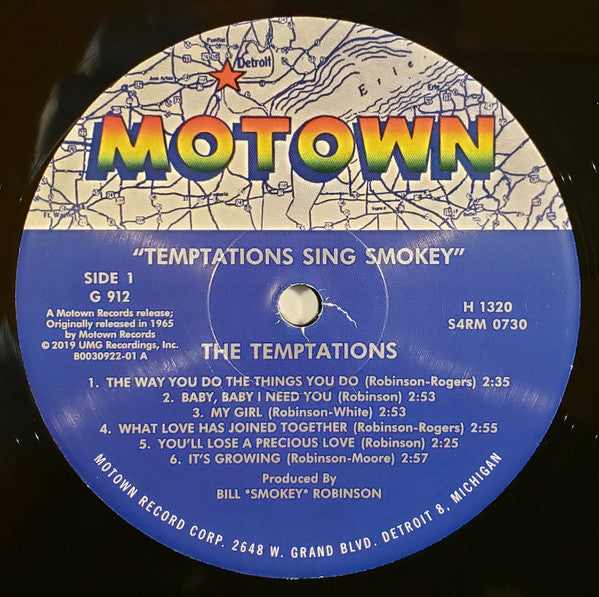 Detroit
Erie
MOTOWN
"TEMPTATIONS SING SMOKEY"
SIDE 1
G 912
A Motown Records release;
Originally released in 1965
by Motown Records
© 2019 UMG Recordings, Inc.
B0030922-01 A
H 1320
S4RM 0730
THE TEMPTATIONS
1. THE WAY YOU DO THE THINGS YOU DO (Robinson-Rogers) 2:35
2. BABY, BABY I NEED YOU (Robinson) 2:53
3. MY GIRL (Robinson-White) 2:53
4. WHAT LOVE HAS JOINED TOGETHER (Robinson-Rogers) 2:55
5. YOU'LL LOSE A PRECIOUS LOVE (Robinson) 2:25
6. IT'S GROWING (Robinson-Moore) 2:57
Produced By
BILL "SMOKEY" ROBINSON
MOTOWN RECORD CORP. 2648 W. GRAND BLVD. DETROIT 8, MICHIGAN